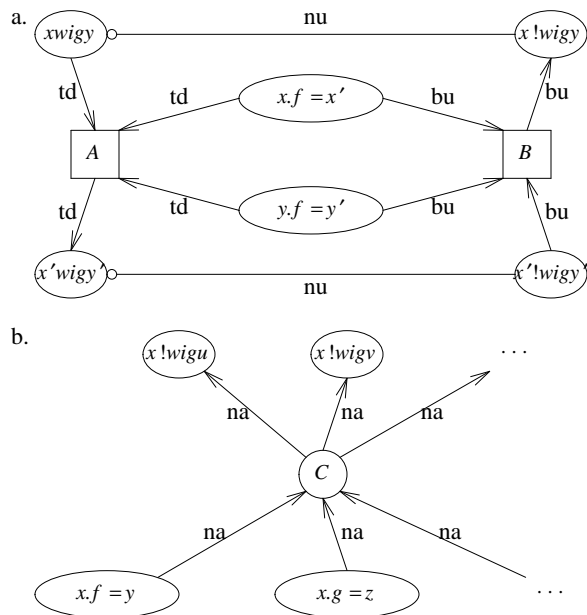 a.
xwigy nu x !wigy
td td x.f = x′ bu bu
A B
td td y.f = y′ bu bu
x′wigy′ nu x′!wigy′
b.
x !wigu x !wigv . . .
na na na
C
na na na
x.f = y x.g = z . . .